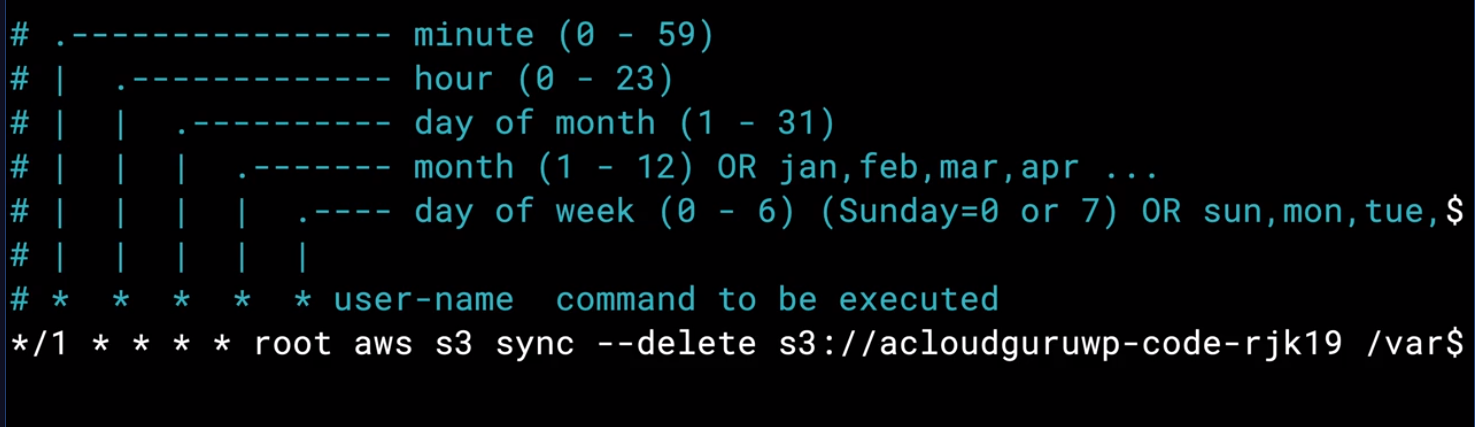 # .---------------- minute (0 - 59)
# |  .------------- hour (0 - 23)
# |  |  .---------- day of month (1 - 31)
# |  |  |  .------- month (1 - 12) OR jan,feb,mar,apr ...
# |  |  |  |  .---- day of week (0 - 6) (Sunday=0 or 7) OR sun,mon,tue,$
# |  |  |  |  |
# *  *  *  *  * user-name  command to be executed
*/1 * * * * root aws s3 sync --delete s3://acloudguruwp-code-rjk19 /var$